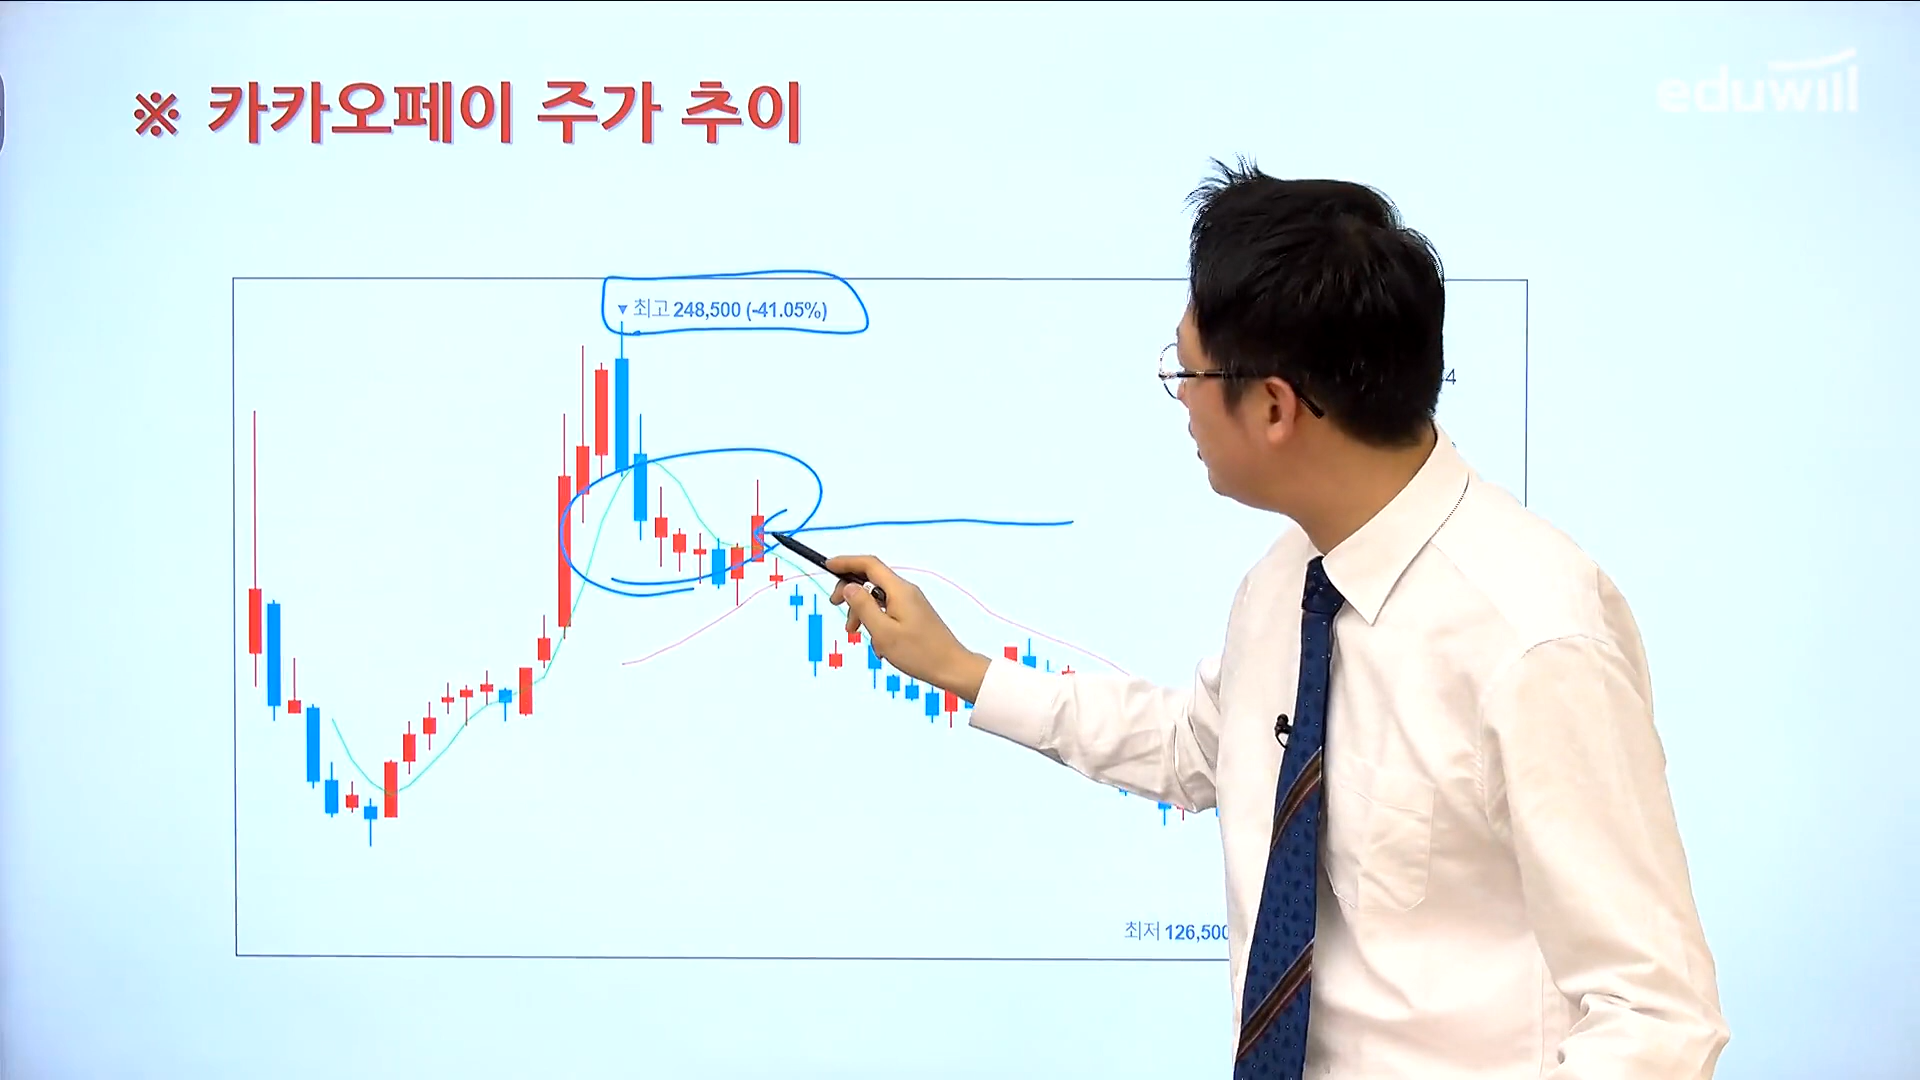 ※ 카카오페이 주가 추이
eduwill
▼최고 248,500 (-41.05%)
최저 126,500